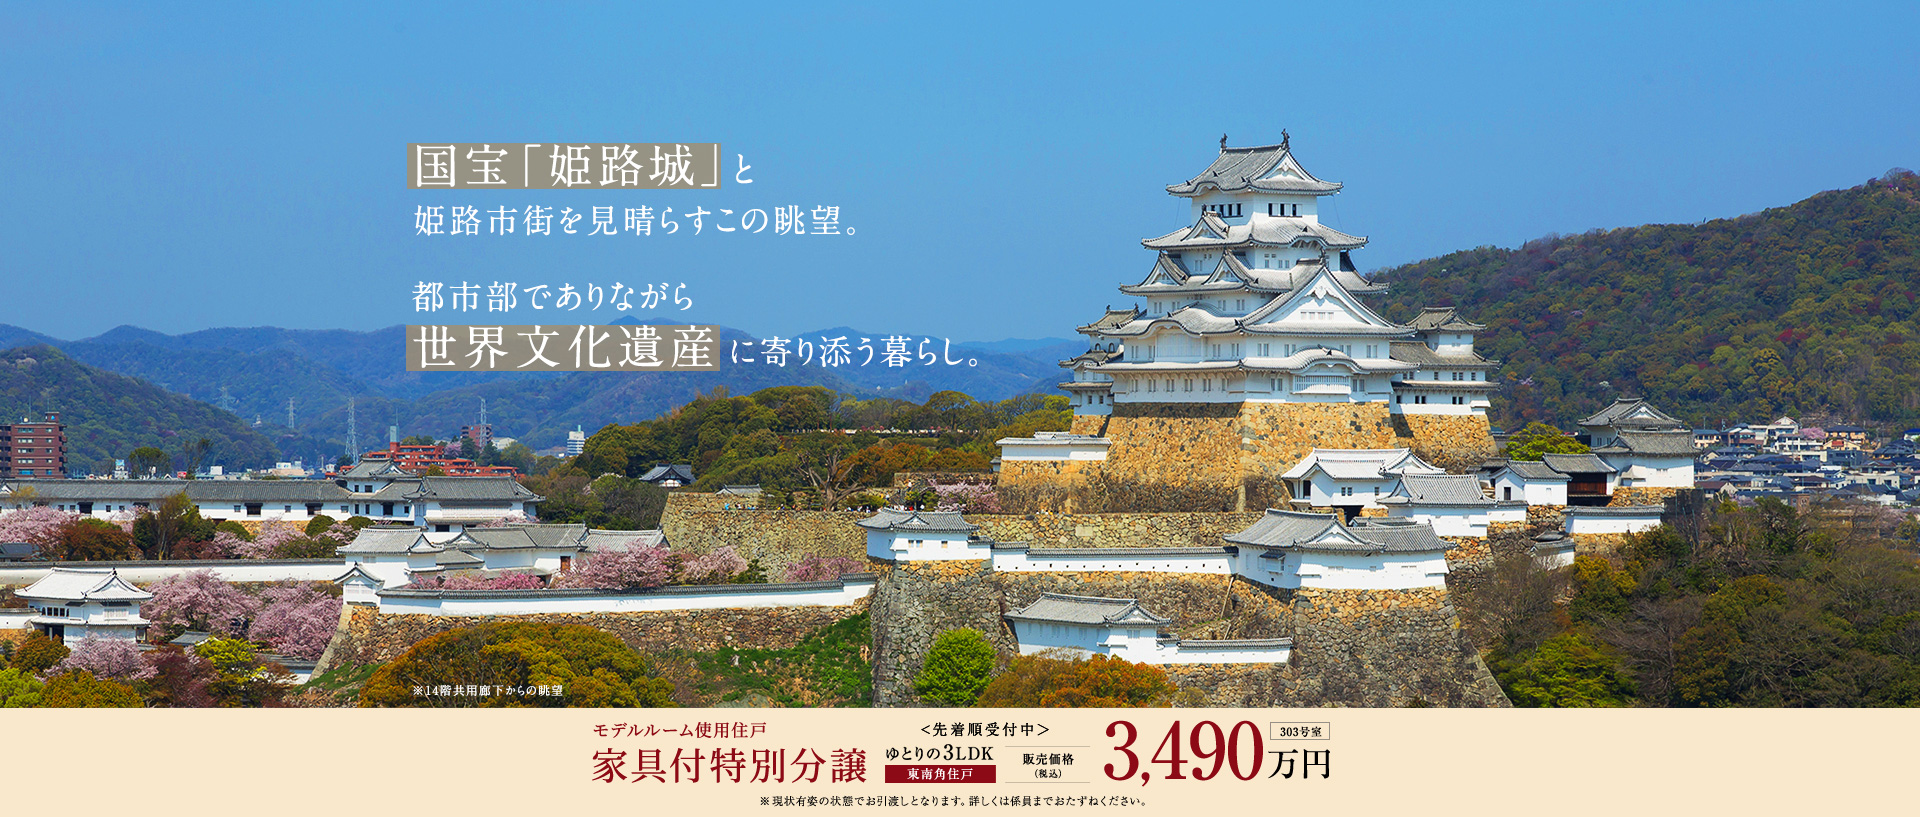 国宝「姫路城」と
姫路市街を見晴らすこの眺望。
都市部でありながら
世界文化遺産に寄り添う暮らし。
※14階共用廊下からの眺望
モデルルーム使用住戸
家具付特別分譲
<先着順受付中>
ゆとりの3LDK
東南角住戸
販売価格
(税込)
3,490万円
303号室
※現状有姿の状態でお引渡しとなります。詳しくは係員までおたずねください。